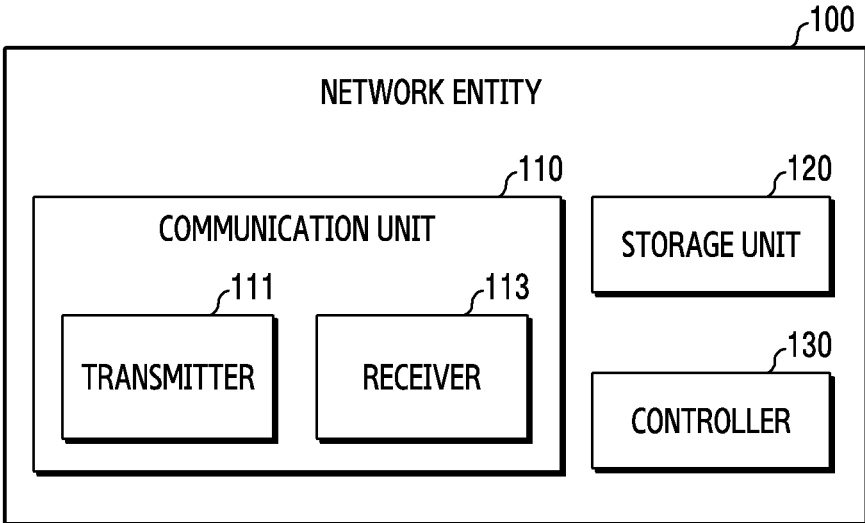 100
NETWORK ENTITY
110
120
COMMUNICATION UNIT
STORAGE UNIT
111
113
TRANSMITTER
RECEIVER
130
CONTROLLER